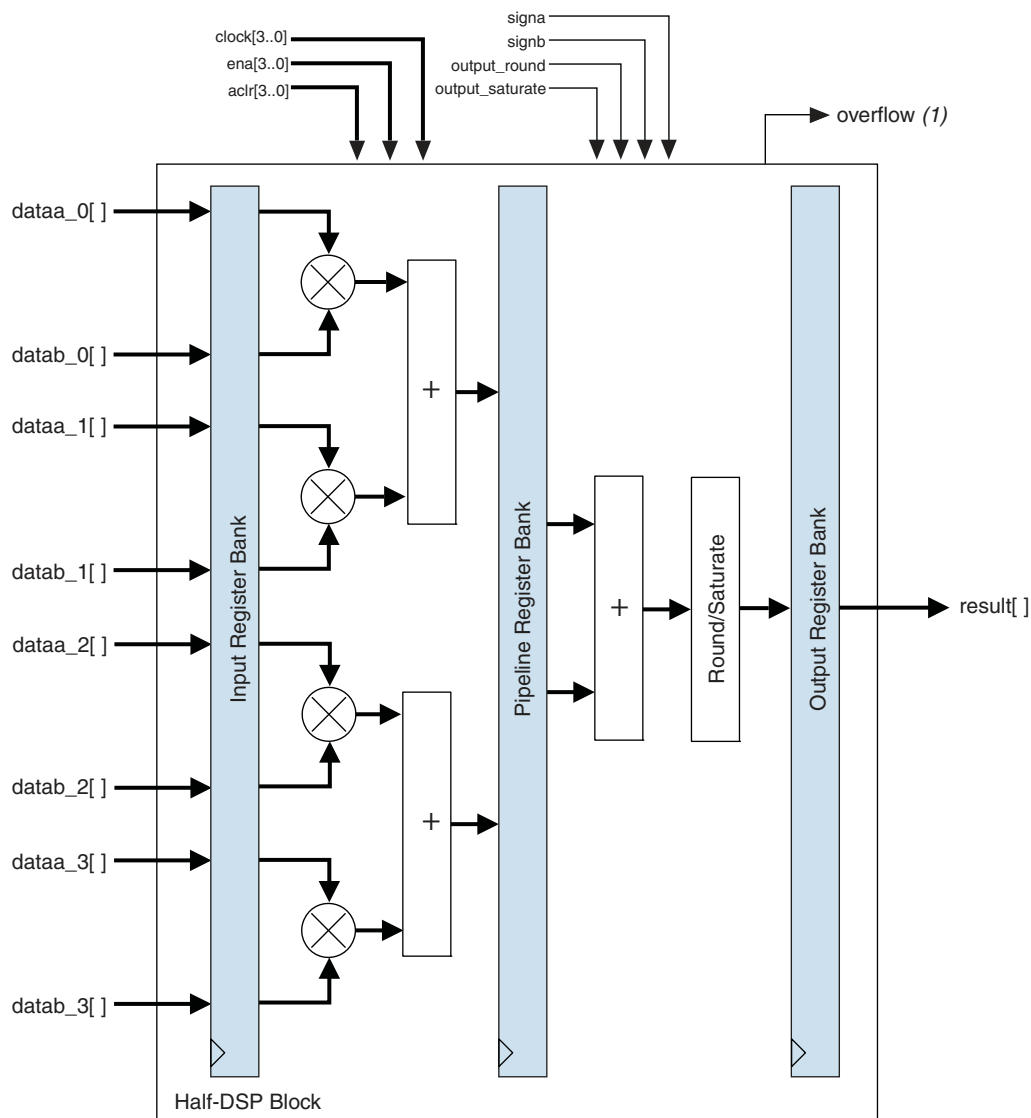 signa
clock[3..0]
signb
ena[3..0]
output_round
aclr[3..0]
output_saturate
overflow (1)
dataa_0[ ]
datab_0[ ]
+
dataa_1[ ]
datab_1[ ]
Input Register Bank
Pipeline Register Bank
+
Round/Saturate
Output Register Bank
result[ ]
dataa_2[ ]
datab_2[ ]
+
dataa_3[ ]
datab_3[ ]
Half-DSP Block